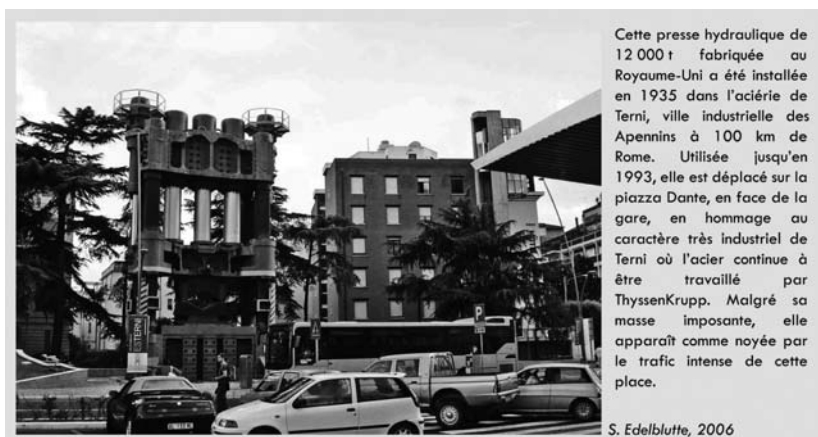 Cette presse hydraulique de
12 000 t fabriquée au
Royaume-Uni a été installée
en 1935 dans l'aciérie de
Terni, ville industrielle des
Apennins à 100 km de
Rome. Utilisée jusqu'en
1993, elle est déplacé sur la
piazza Dante, en face de la
gare, en hommage au
caractère très industriel de
Terni où l'acier continue à
être travaillé par
ThyssenKrupp. Malgré sa
masse imposante, elle
apparaît comme noyée par
le trafic intense de cette
place.
S. Edelblutte, 2006
P